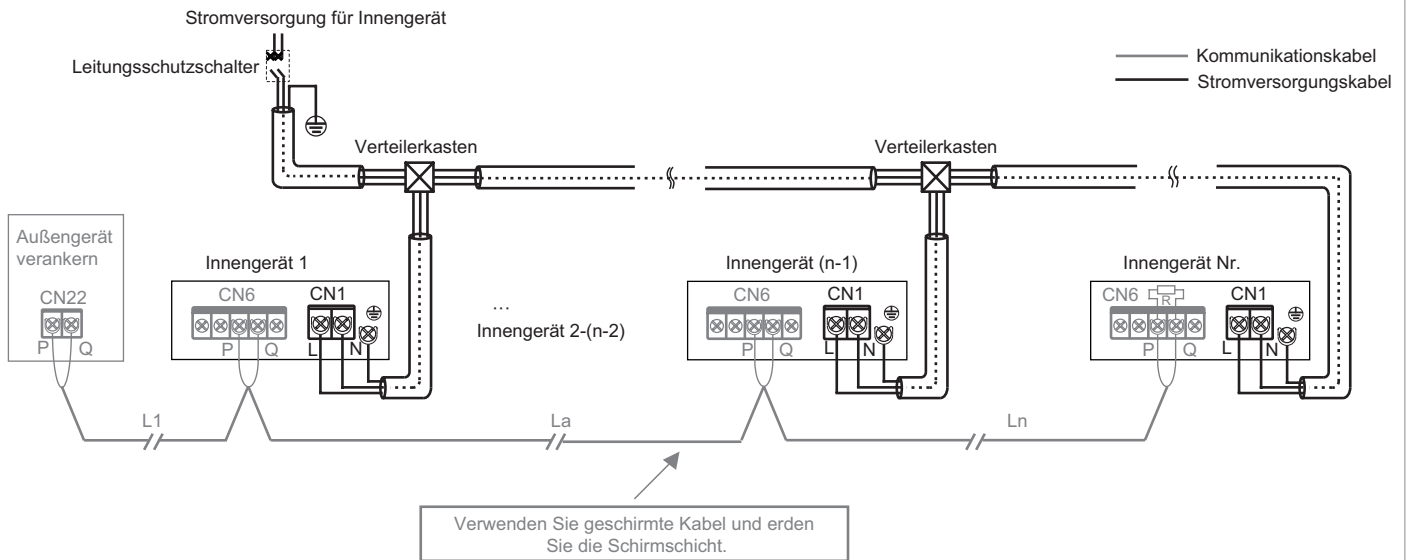 Stromversorgung für Innengerät
Leitungsschutzschalter
Kommunikationskabel
Stromversorgungskabel
Verteilerkasten
Verteilerkasten
Außengerät
verankern
CN22
P
Q
Innengerät 1
CN6
CN1
P
Q
L
N
...
Innengerät 2-(n-2)
Innengerät (n-1)
CN6
CN1
P
Q
L
N
Innengerät Nr.
CN6
R
CN1
P
Q
L
N
L1
La
Ln
Verwenden Sie geschirmte Kabel und erden
Sie die Schirmschicht.